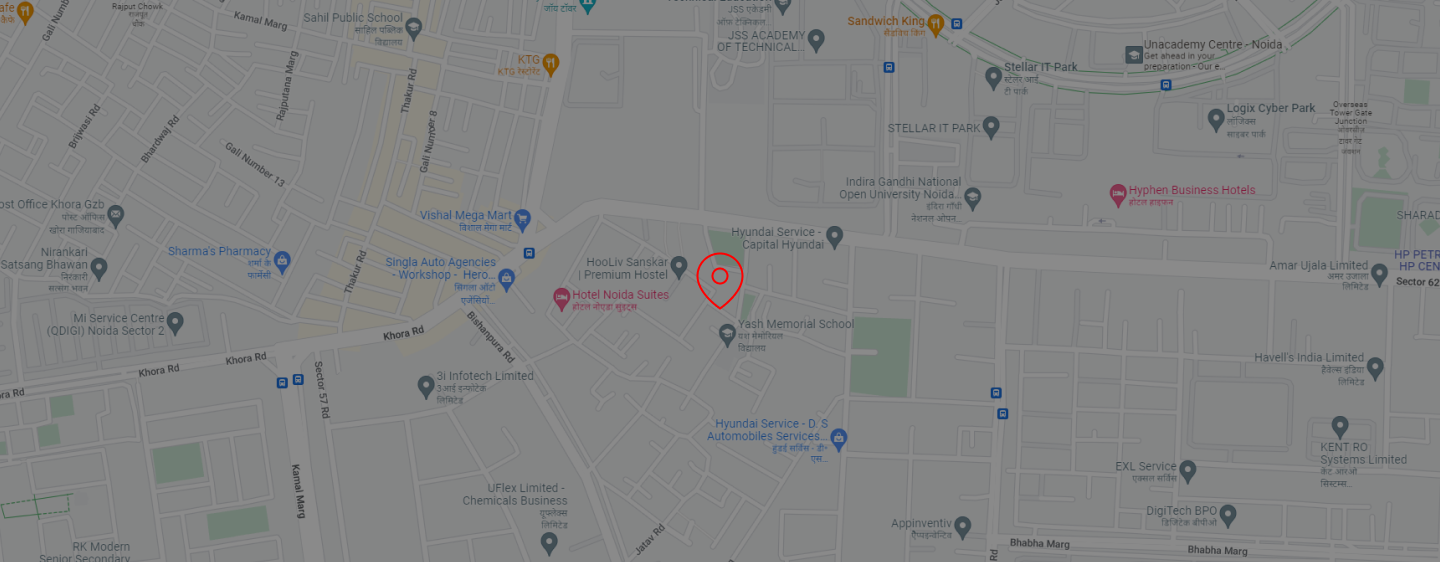 Kamal Marg
Rajput Chowk
राजपूत
चौक
Sahil Public School
साहिल पब्लिक
विद्यालय
जॉय टॉवर
JSS एकेडमी
ऑफ टेक्निकल...
JSS ACADEMY
OF TECHNICAL...
Sandwich King
सैंडविच किंग
Unacademy Centre - Noida
Get ahead in your
preparation - Our e...
Stellar IT Park
स्टेलर आई
टी पार्क
KTG
KTG रेस्टोरेंट
Thakur Rd
Rajputana Marg
Brijwasi Rd
Bhardwaj Rd
Gali Number 8
Gali Number 13
Logix Cyber Park
लॉजिक्स
साइबर पार्क
Overseas
Tower Gate
Junction
ओवरसीज
टावर गेट
जंक्शन
STELLAR IT PARK
Indira Gandhi National
Open University Noida...
इंदिरा गाँधी
नेशनल ओपन...
Hyphen Business Hotels
होटल हाइफन
ost Office Khora Gzb
पोस्ट ऑफिस
खोरा गाजियाबाद
Vishal Mega Mart
विशाल मेगा मार्ट
SHARAD
Hyundai Service -
Capital Hyundai
Nirankari
Satsang Bhawan
निरंकारी
सत्संग भवन
Sharma's Pharmacy
शर्मा के
फार्मेसी
Thakur Rd
Singla Auto Agencies
- Workshop - Hero...
सिंगला ऑटो
एजेंसियो...
HooLiv Sanskar
| Premium Hostel
HP PETR
HP CEN
Amar Ujala Limited
अमर उजाला
लिमिटेड
Sector 62
Hotel Noida Suites
होटल नोएडा सुइट्स
Mi Service Centre
(QDIGI) Noida Sector 2
Yash Memorial School
यश मेमोरियल
विद्यालय
Khora Rd
Khora Rd
Khora Rd
Bishanpura Rd
Havell's India Limited
हैवेल्स इंडिया
लिमिटेड
Sector 57 Rd
3i Infotech Limited
3आई इन्फोटेक
लिमिटेड
Hyundai Service - D. S
Automobiles Services...
हुंडई सर्विस - डी॰
एस...
KENT RO
Systems Limited
केंट आरओ
सिस्टम्स...
EXL Service
एक्सल सर्विस
Kamal Marg
UFlex Limited -
Chemicals Business
यूफ्लेक्स
लिमिटेड
DigiTech BPO
डिजिटेक बीपीओ
Appinventiv
ऐप्पइन्वेन्टिव
Jatav Rd
Bhabha Marg
Bhabha Marg
RK Modern
Senior Secondary